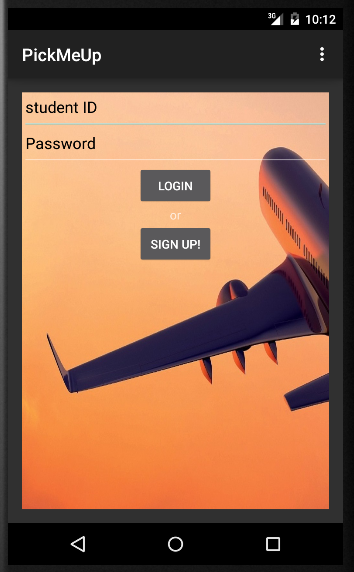 3G 10:12
PickMeUp
student ID
Password
LOGIN
or
SIGN UP!